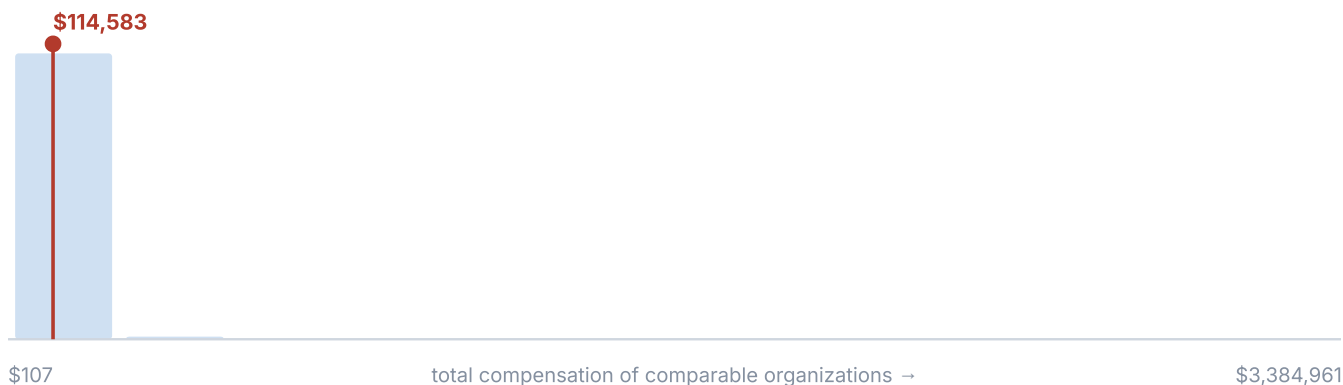 $114,583
$107
total compensation of comparable organizations →
$3,384,961